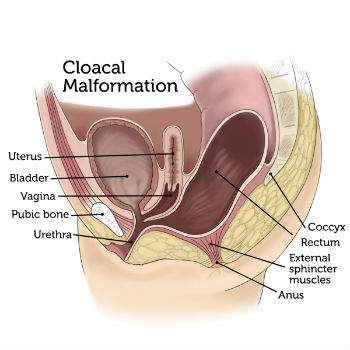 Cloacal
Malformation
Uterus
Bladder
Vagina
Pubic bone
Urethra
Coccyx
Rectum
External
sphincter
muscles
Anus